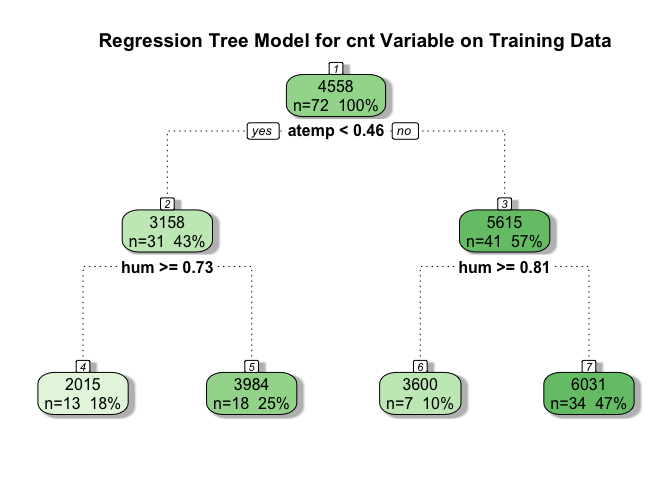 Regression Tree Model for cnt Variable on Training Data
1
4558
n=72 100%
yes atemp < 0.46 no
2
3158
n=31 43%
3
5615
n=41 57%
hum >= 0.73
hum >= 0.81
4
2015
n=13 18%
5
3984
n=18 25%
6
3600
n=7 10%
7
6031
n=34 47%